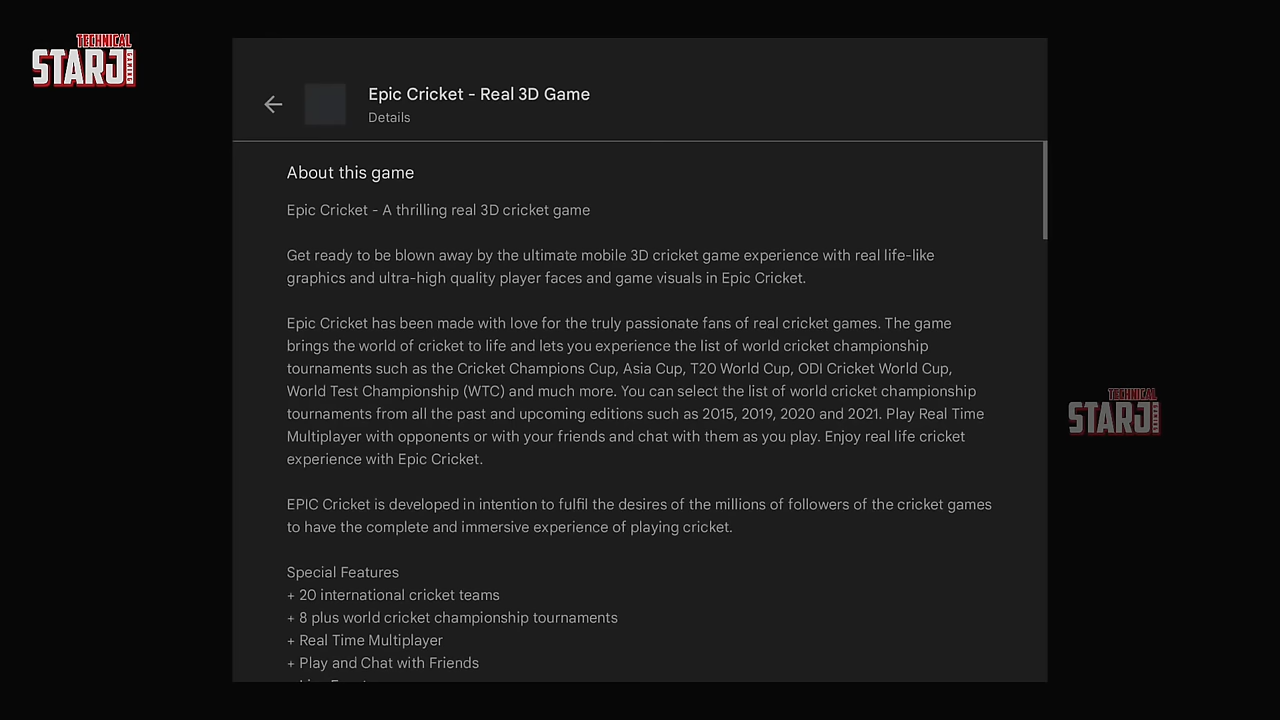 TECHNICAL
STARJ
GAMING
Epic Cricket - Real 3D Game
Details
About this game
Epic Cricket - A thrilling real 3D cricket game
Get ready to be blown away by the ultimate mobile 3D cricket game experience with real life-like
graphics and ultra-high quality player faces and game visuals in Epic Cricket.
Epic Cricket has been made with love for the truly passionate fans of real cricket games. The game
brings the world of cricket to life and lets you experience the list of world cricket championship
tournaments such as the Cricket Champions Cup, Asia Cup, T20 World Cup, ODI Cricket World Cup,
World Test Championship (WTC) and much more. You can select the list of world cricket championship
tournaments from all the past and upcoming editions such as 2015, 2019, 2020 and 2021. Play Real Time
Multiplayer with opponents or with your friends and chat with them as you play. Enjoy real life cricket
experience with Epic Cricket.
TECHNICAL
STARJ
GAMING
EPIC Cricket is developed in intention to fulfil the desires of the millions of followers of the cricket games
to have the complete and immersive experience of playing cricket.
Special Features
+ 20 international cricket teams
+ 8 plus world cricket championship tournaments
+ Real Time Multiplayer
+ Play and Chat with Friends